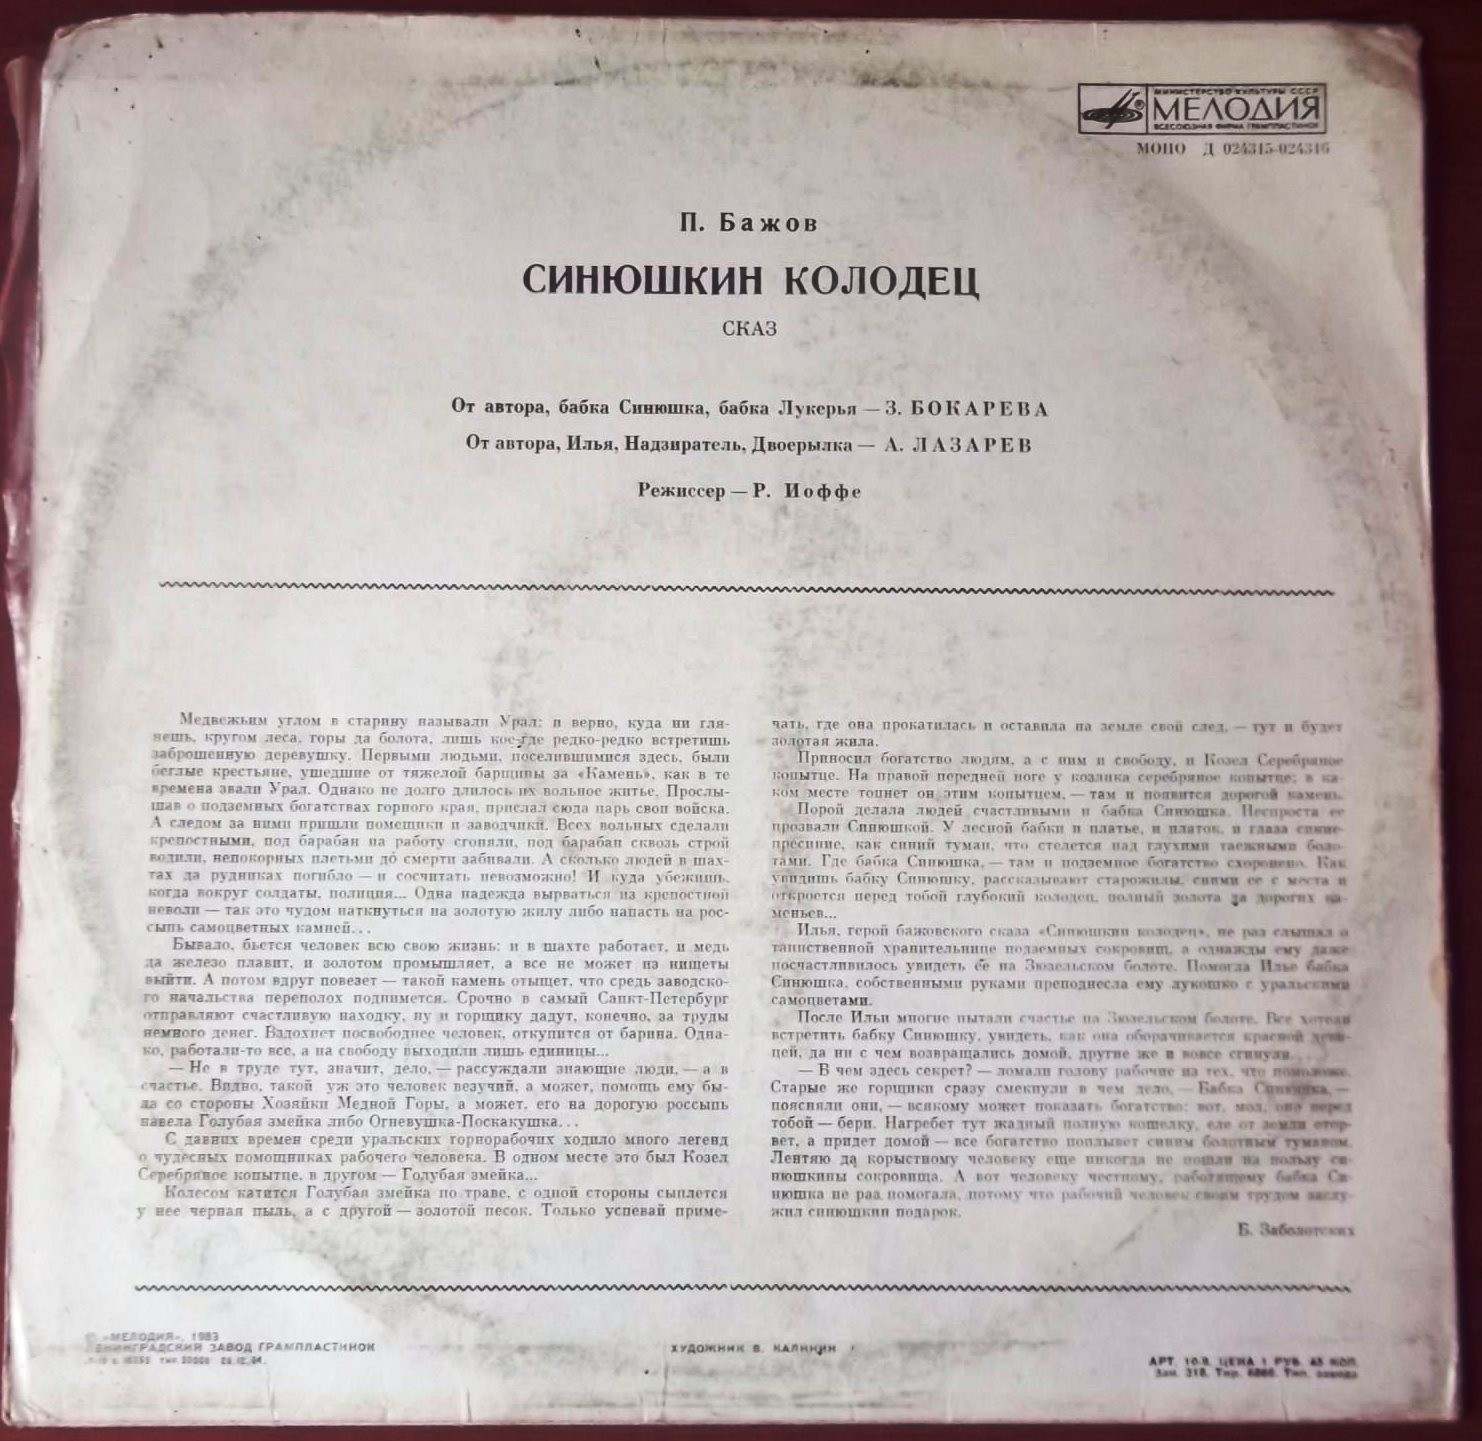 МИНИСТЕРСТВО КУЛЬТУРЫ СССР
МЕЛОДИЯ
ВСЕСОЮЗНАЯ ФИРМА ГРАМПЛАСТИНОК
МОНО Д 024315-024316
П. Бажов
СИНЮШКИН КОЛОДЕЦ
СКАЗ
От автора, бабка Синюшка, бабка Лукерья — З. БОКАРЕВА
От автора, Илья, Надзиратель, Двоерылка — А. ЛАЗАРЕВ
Режиссер — Р. Иоффе
Медвежьим углом в старину называли Урал: и верно, куда ни гля-
нешь, кругом леса, горы да болота, лишь кое-где редко-редко встретишь
заброшенную деревушку. Первыми людьми, поселившимися здесь, были
беглые крестьяне, ушедшие от тяжелой барщины за «Камень», как в те
времена звали Урал. Однако не долго длилось их вольное житье. Прослы-
шав о подземных богатствах горного края, прислал сюда царь свои войска.
А следом за ними пришли помещики и заводчики. Всех вольных сделали
крепостными, под барабан на работу сгоняли, под барабан сквозь строй
водили, непокорных плетьми до смерти забивали. А сколько людей в шах-
тах да рудниках погибло — и сосчитать невозможно! И куда убежишь,
когда вокруг солдаты, полиция... Одна надежда вырваться из крепостной
неволи — так это чудом наткнуться на золотую жилу либо напасть на рос-
сыпь самоцветных камней...
Бывало, бьется человек всю свою жизнь: и в шахте работает, и медь
да железо плавит, и золотом промышляет, а все не может из нищеты
выйти. А потом вдруг повезет — такой камень отыщет, что средь заводско-
го начальства переполох поднимется. Срочно в самый Санкт-Петербург
отправляют счастливую находку, ну и горщику дадут, конечно, за труды
немного денег. Вздохнет посвободнее человек, откупится от барина. Одна-
ко, работали-то все, а на свободу выходили лишь единицы...
— Не в труде тут, значит, дело, — рассуждали знающие люди, — а в
счастье. Видно, такой уж это человек везучий, а может, помощь ему бы-
ла со стороны Хозяйки Медной Горы, а может, его на дорогую россыпь
навела Голубая змейка либо Огневушка-Поскакушка...
С давних времен среди уральских горнорабочих ходило много легенд
о чудесных помощниках рабочего человека. В одном месте это был Козел
Серебряное копытце, в другом — Голубая змейка...
Колесом катится Голубая змейка по траве, с одной стороны сыплется
у нее черная пыль, а с другой — золотой песок. Только успевай приме-
чать, где она прокатилась и оставила на земле свой след, — тут и будет
золотая жила.
Приносил богатство людям, а с ним и свободу, и Козел Серебряное
копытце. На правой передней ноге у козлика серебряное копытце: в ка-
ком месте топнет он этим копытцем, — там и появится дорогой камень.
Порой делала людей счастливыми и бабка Синюшка. Неспроста ее
прозвали Синюшкой. У лесной бабки и платье, и платок, и глаза синие-
пресиние, как синий туман, что стелется над глухими таежными боло-
тами. Где бабка Синюшка, — там и подземное богатство схоронено. Как
увидишь бабку Синюшку, рассказывают старожилы, сними ее с места и
откроется перед тобой глубокий колодец, полный золота да дорогих ка-
меньев...
Илья, герой бажовского сказа «Синюшкин колодец», не раз слышал о
таинственной хранительнице подземных сокровищ, а однажды ему даже
посчастливилось увидеть ее на Зюзельском болоте. Помогла Илье бабка
Синюшка, собственными руками преподнесла ему лукошко с уральскими
самоцветами.
После Ильи многие пытали счастье на Зюзельском болоте. Все хотели
встретить бабку Синюшку, увидеть, как она оборачивается красной деви-
цей, да ни с чем возвращались домой, другие же и вовсе сгинули...
— В чем здесь секрет? — ломали голову рабочие из тех, что помоложе.
Старые же горщики сразу смекнули в чем дело. — Бабка Синюшка, —
поясняли они, — всякому может показать богатство: вот, мол, оно перед
тобой — бери. Нагребет тут жадный полную кошелку, еле от земли отор-
вет, а придет домой — все богатство поплывет синим болотным туманом.
Лентяю да корыстному человеку еще никогда не пошли на пользу си-
нюшкины сокровища. А вот человеку честному, работящему бабка Си-
нюшка не раз помогала, потому что рабочий человек своим трудом заслу-
жил синюшкин подарок.
Б. Заболотских
© «МЕЛОДИЯ», 1983
ЛЕНИНГРАДСКИЙ ЗАВОД ГРАМПЛАСТИНОК
ХУДОЖНИК В. КАЛИНИН
АРТ. 10-8. ЦЕНА 1 РУБ. 45 КОП.
Зак. 318. Тир. Тип. завода